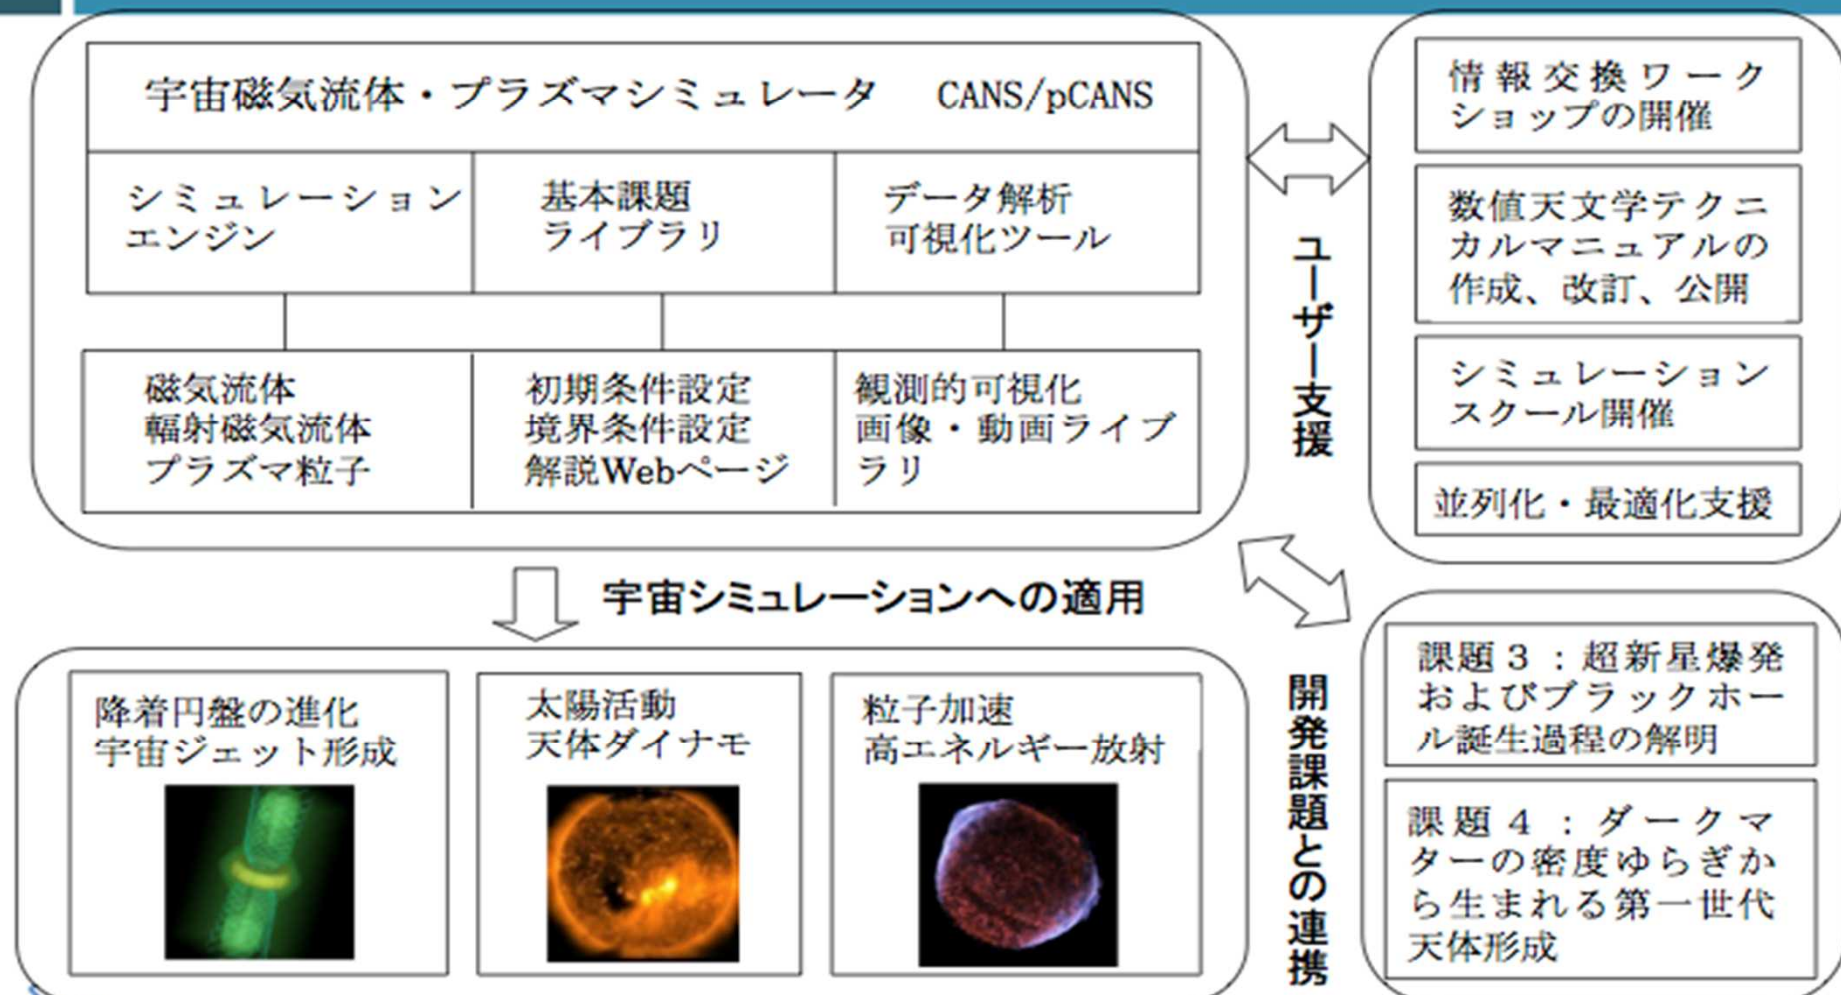 宇宙磁気流体・プラズマシミュレータ CANS/pCANS
シミュレーション
エンジン
基本課題
ライブラリ
データ解析
可視化ツール
磁気流体
輻射磁気流体
プラズマ粒子
初期条件設定
境界条件設定
解説Webページ
観測的可視化
画像・動画ライブ
ラリ
ユーザー支援
情報交換ワーク
ショップの開催
数値天文学テクニ
カルマニュアルの
作成、改訂、公開
シミュレーション
スクール開催
並列化・最適化支援
宇宙シミュレーションへの適用
降着円盤の進化
宇宙ジェット形成
太陽活動
天体ダイナモ
粒子加速
高エネルギー放射
開発課題との連携
課題3：超新星爆発
およびブラックホー
ル誕生過程の解明
課題4：ダークマ
ターの密度ゆらぎか
ら生まれる第一世代
天体形成